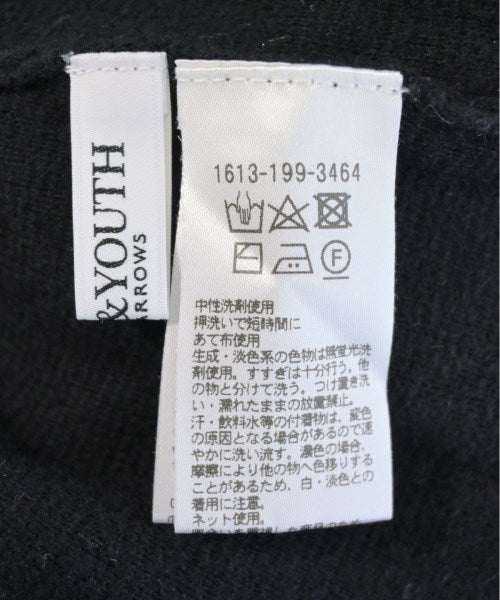 &YOUTH
ARROWS
1613-199-3464
F
中性洗剤使用
押洗いで短時間に
あて布使用
生成・淡色系の色物は無蛍光洗
剤使用。すすぎは十分行う。他
の物と分けて洗う。つけ置き洗
い・濡れたままの放置禁止。
汗・飲料水等の付着物は、変色
の原因となる場合があるので速
やかに洗い流す。濃色の場合、
摩擦により他の物へ色移りする
ことがあるため、白・淡色との
着用に注意。
ネット使用。